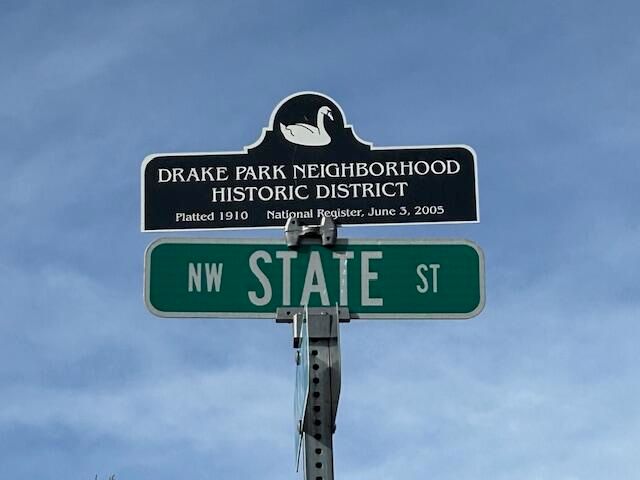 DRAKE PARK NEIGHBORHOOD
HISTORIC DISTRICT
Platted 1910 National Register, June 3, 2005
NW STATE ST